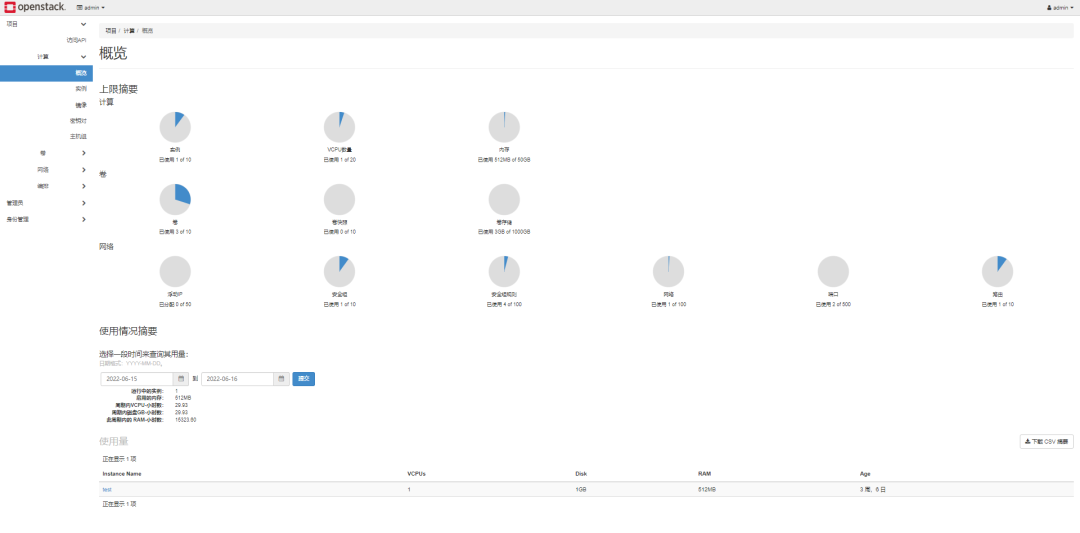 openstack. admin
admin
项目
访问API
计算
概览
实例
镜像
密钥对
主机组
卷
网络
编排
管理员
身份管理
项目 / 计算 / 概览
概览
上限摘要
计算
实例
已使用 1 of 10
VCPU数量
已使用 1 of 20
内存
已使用 512MB of 50GB
卷
卷
已使用 3 of 10
卷快照
已使用 0 of 10
卷存储
已使用 3GB of 1000GB
网络
浮动IP
已分配 0 of 50
安全组
已使用 1 of 10
安全组规则
已使用 4 of 100
网络
已使用 1 of 100
端口
已使用 2 of 500
路由
已使用 1 of 10
使用情况摘要
选择一段时间来查询其用量：
日期格式: YYYY-MM-DD。
2022-06-15 到 2022-06-16 提交
运行中的实例： 1
启用的内存： 512MB
周期内VCPU-小时数： 29.93
周期内磁盘GB-小时数： 29.93
此周期内的 RAM-小时数： 15323.60
使用量
下载 CSV 摘要
正在显示 1 项
Instance Name VCPUs Disk RAM Age
test 1 1GB 512MB 3 周，6 日
正在显示 1 项